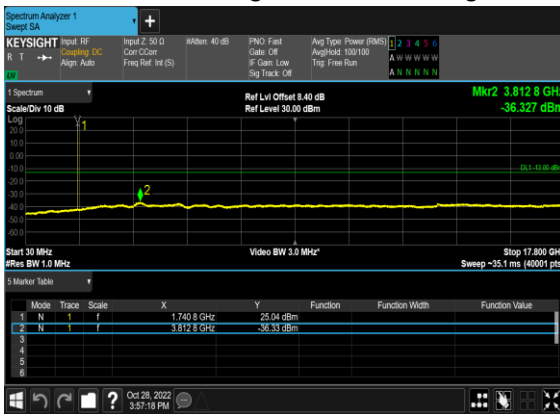 Spectrum Analyzer 1
Swept SA
KEYSIGHT
R T
LV
Input: RF
Coupling: DC
Align: Auto
Input Z: 50 Ω
Corr CCorr
Freq Ref: Int (S)
#Atten: 40 dB
PNO: Fast
Gate: Off
IF Gain: Low
Sig Track: Off
Avg Type: Power (RMS)
Avg|Hold: 100/100
Trig: Free Run
1 2 3 4 5 6
A W W W W W
A N N N N N
1 Spectrum
Scale/Div 10 dB
Ref Lvl Offset 8.40 dB
Ref Level 30.00 dBm
Mkr2 3.812 8 GHz
-36.327 dBm
Log
20.0
10.0
0.00
-10.0
-20.0
-30.0
-40.0
-50.0
-60.0
1
2
DL1 -13.00 dBm
Start 30 MHz
#Res BW 1.0 MHz
Video BW 3.0 MHz*
Stop 17.800 GH
Sweep ~35.1 ms (40001 pts
5 Marker Table
Mode Trace Scale X Y Function Function Width Function Value
1 N 1 f 1.740 8 GHz 25.04 dBm
2 N 1 f 3.812 8 GHz -36.33 dBm
3
4
5
6
Oct 28, 2022
3:57:18 PM